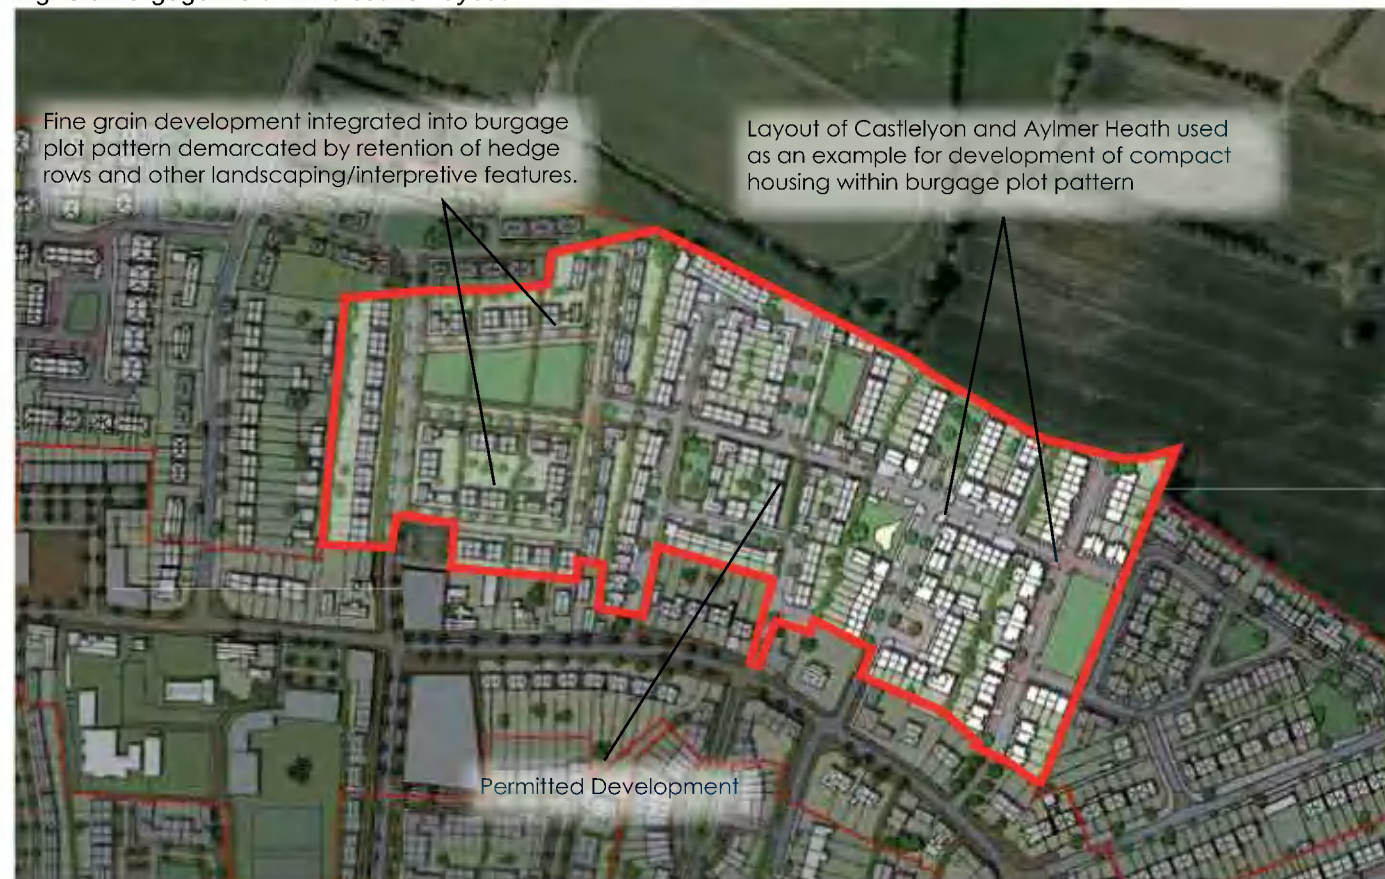 Fine grain development integrated into burgage
plot pattern demarcated by retention of hedge
rows and other landscaping/interpretive features.
Layout of Castlelyon and Aylmer Heath used
as an example for development of compact
housing within burgage plot pattern
Permitted Development